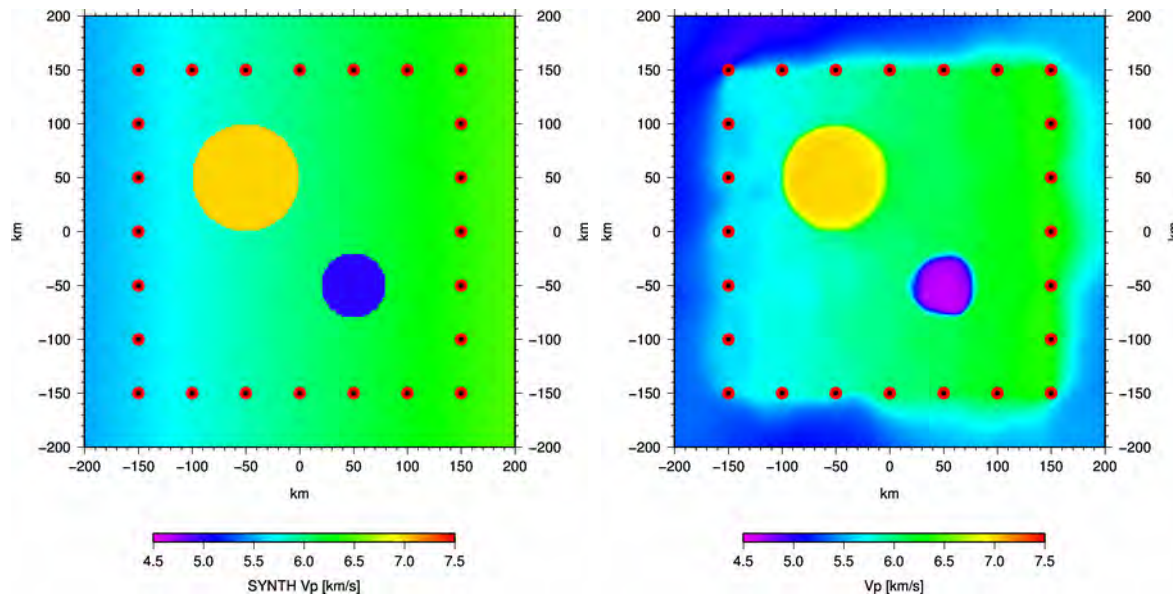 200 200 200 200
150 150 150 150
100 100 100 100
50 50 50 50
km 0 0 km km 0 0 km
−50 −50 −50 −50
−100 −100 −100 −100
−150 −150 −150 −150
−200 −200 −200 −200
−200 −150 −100 −50 0 50 100 150 200 −200 −150 −100 −50 0 50 100 150 200
km km
4.5 5.0 5.5 6.0 6.5 7.0 7.5 4.5 5.0 5.5 6.0 6.5 7.0 7.5
SYNTH Vp [km/s] Vp [km/s]